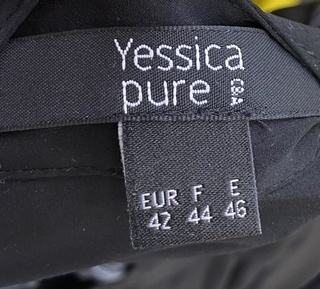 Yessica
pure C&A
EUR F E
42 44 46